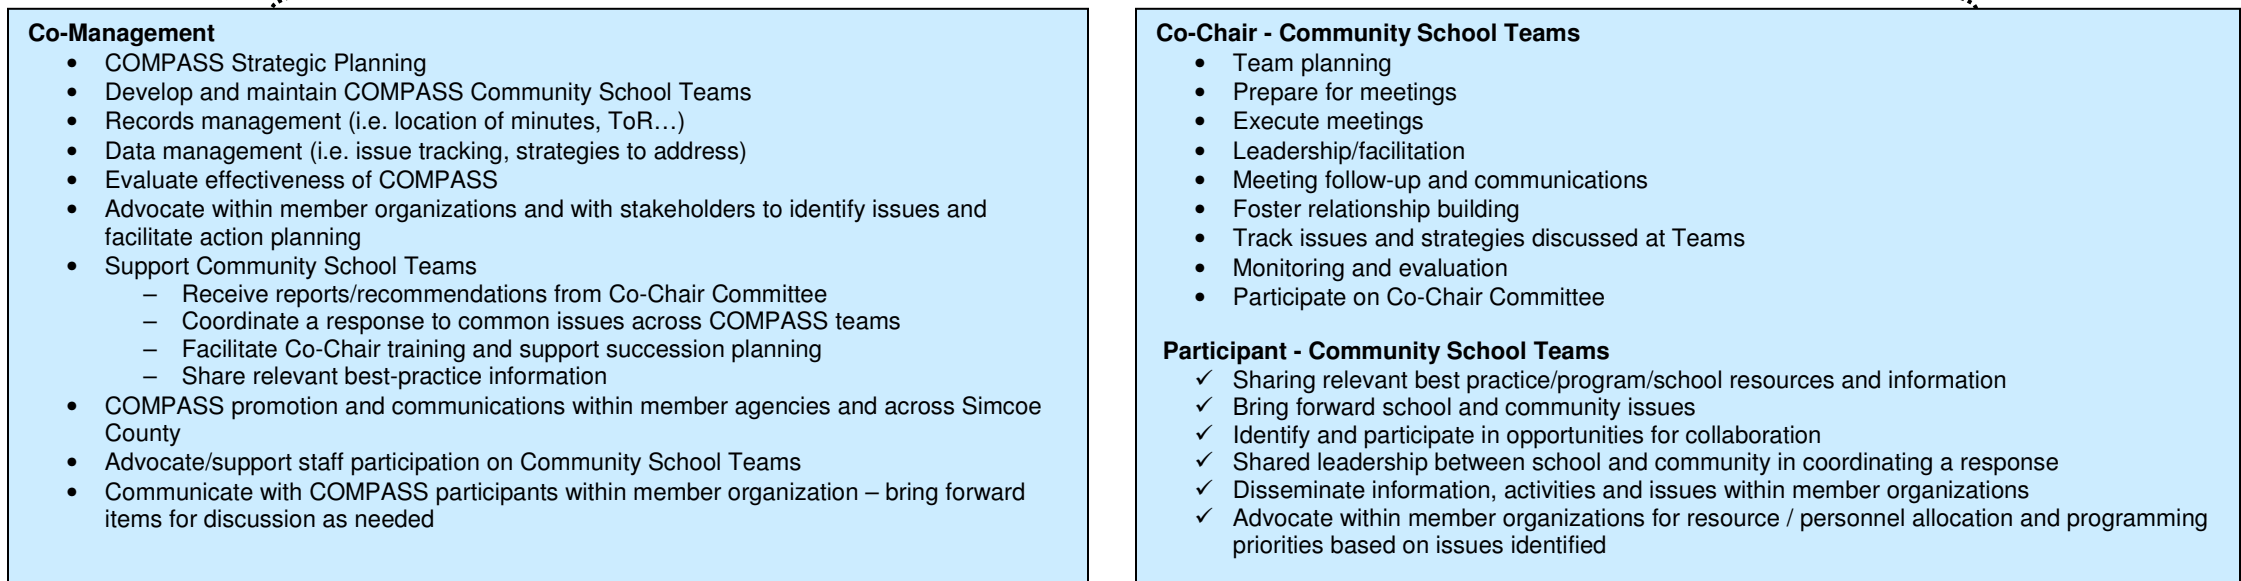 Co-Management
• COMPASS Strategic Planning
• Develop and maintain COMPASS Community School Teams
• Records management (i.e. location of minutes, ToR…)
• Data management (i.e. issue tracking, strategies to address)
• Evaluate effectiveness of COMPASS
• Advocate within member organizations and with stakeholders to identify issues and
facilitate action planning
• Support Community School Teams
– Receive reports/recommendations from Co-Chair Committee
– Coordinate a response to common issues across COMPASS teams
– Facilitate Co-Chair training and support succession planning
– Share relevant best-practice information
• COMPASS promotion and communications within member agencies and across Simcoe
County
• Advocate/support staff participation on Community School Teams
• Communicate with COMPASS participants within member organization – bring forward
items for discussion as needed
Co-Chair - Community School Teams
• Team planning
• Prepare for meetings
• Execute meetings
• Leadership/facilitation
• Meeting follow-up and communications
• Foster relationship building
• Track issues and strategies discussed at Teams
• Monitoring and evaluation
• Participate on Co-Chair Committee
Participant - Community School Teams
✓ Sharing relevant best practice/program/school resources and information
✓ Bring forward school and community issues
✓ Identify and participate in opportunities for collaboration
✓ Shared leadership between school and community in coordinating a response
✓ Disseminate information, activities and issues within member organizations
✓ Advocate within member organizations for resource / personnel allocation and programming
priorities based on issues identified